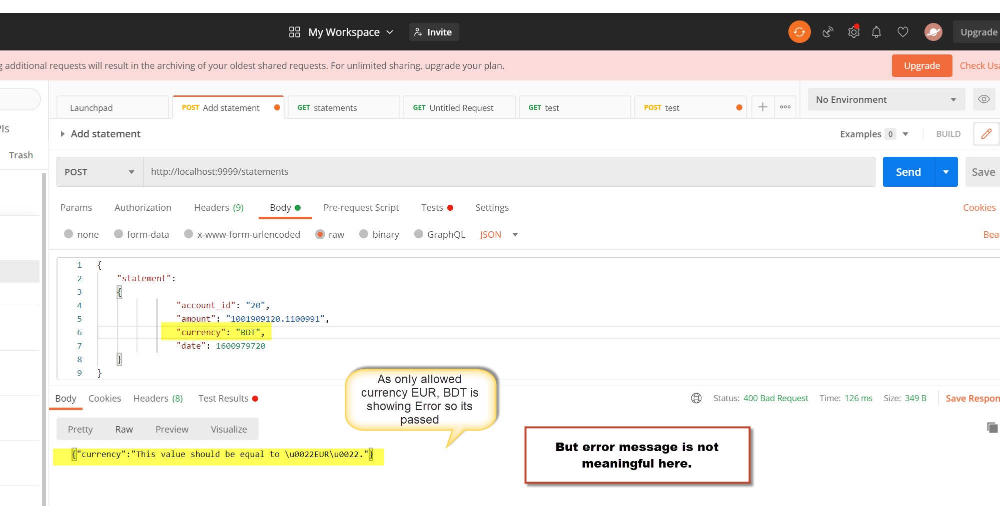 My Workspace Invite Upgrade
g additional requests will result in the archiving of your oldest shared requests. For unlimited sharing, upgrade your plan. Upgrade Check Usa
Launchpad POST Add statement GET statements GET Untitled Request GET test POST test No Environment
PIs
Add statement Examples 0 BUILD
Trash
POST http://localhost:9999/statements Send Save
Params Authorization Headers (9) Body Pre-request Script Tests Settings Cookies
none form-data x-www-form-urlencoded raw binary GraphQL JSON Beau
1 {
2 "statement":
3 {
4 "account_id": "20",
5 "amount": "1001909120.1100991",
6 "currency": "BDT",
7 "date": 1600979720
8 }
9 }
As only allowed
currency EUR, BDT is
showing Error so its
passed
Body Cookies Headers (8) Test Results Status: 400 Bad Request Time: 126 ms Size: 349 B Save Respon
Pretty Raw Preview Visualize
{"currency":"This value should be equal to \u0022EUR\u0022."}
But error message is not
meaningful here.